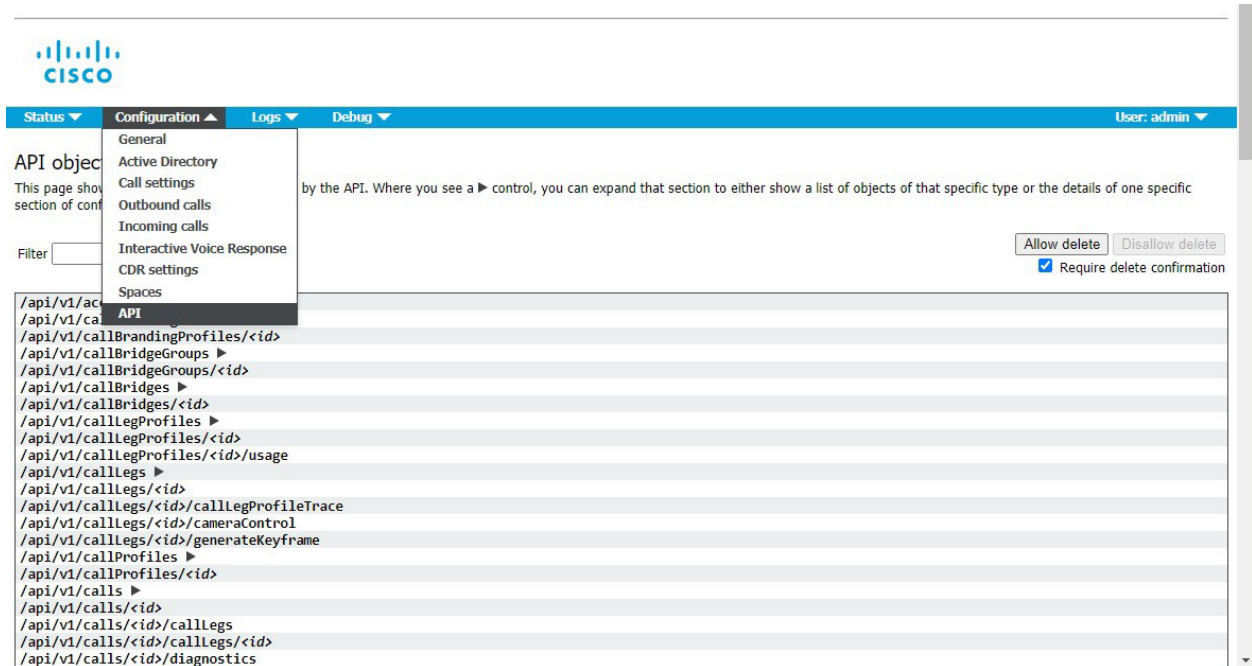 CISCO
Status ▼ Configuration ▲ Logs ▼ Debug ▼ User: admin ▼
General
Active Directory
Call settings
Outbound calls
Incoming calls
Interactive Voice Response
CDR settings
Spaces
API
API objec
This page by the API. Where you see a ▶ control, you can expand that section to either show a list of objects of that specific type or the details of one specific
section of conf
Filter
Allow delete Disallow delete
Require delete confirmation
/api/v1/ac
/api/v1/ca
/api/v1/callBrandingProfiles/<id>
/api/v1/callBridgeGroups ▶
/api/v1/callBridgeGroups/<id>
/api/v1/callBridges ▶
/api/v1/callBridges/<id>
/api/v1/callLegProfiles ▶
/api/v1/callLegProfiles/<id>
/api/v1/callLegProfiles/<id>/usage
/api/v1/callLegs ▶
/api/v1/callLegs/<id>
/api/v1/callLegs/<id>/callLegProfileTrace
/api/v1/callLegs/<id>/cameraControl
/api/v1/callLegs/<id>/generateKeyframe
/api/v1/callProfiles ▶
/api/v1/callProfiles/<id>
/api/v1/calls ▶
/api/v1/calls/<id>
/api/v1/calls/<id>/callLegs
/api/v1/calls/<id>/callLegs/<id>
/api/v1/calls/<id>/diagnostics